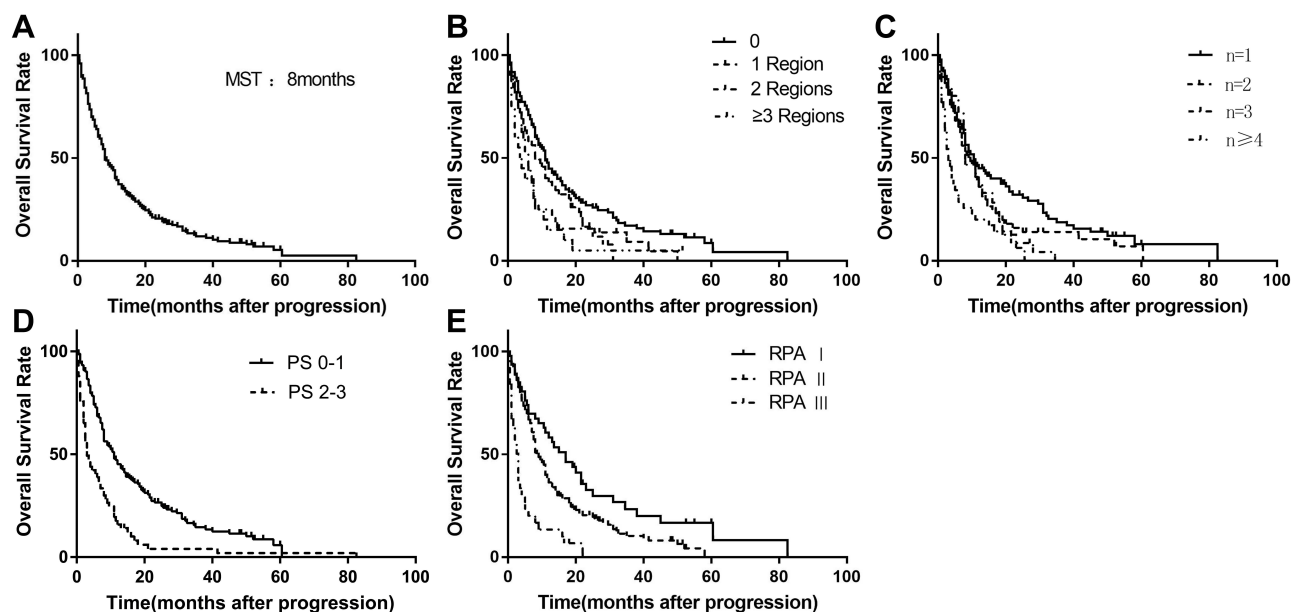 A
Overall Survival Rate
100
50
0
MST： 8months
0 20 40 60 80 100
Time(months after progression)
B
Overall Survival Rate
100
50
0
0
1 Region
2 Regions
≥3 Regions
0 20 40 60 80 100
Time(months after progression)
C
Overall Survival Rate
100
50
0
n=1
n=2
n=3
n≥4
0 20 40 60 80 100
Time(months after progression)
D
Overall Survival Rate
100
50
0
PS 0-1
PS 2-3
0 20 40 60 80 100
Time(months after progression)
E
Overall Survival Rate
100
50
0
RPA Ⅰ
RPA Ⅱ
RPA Ⅲ
0 20 40 60 80 100
Time(months after progression)